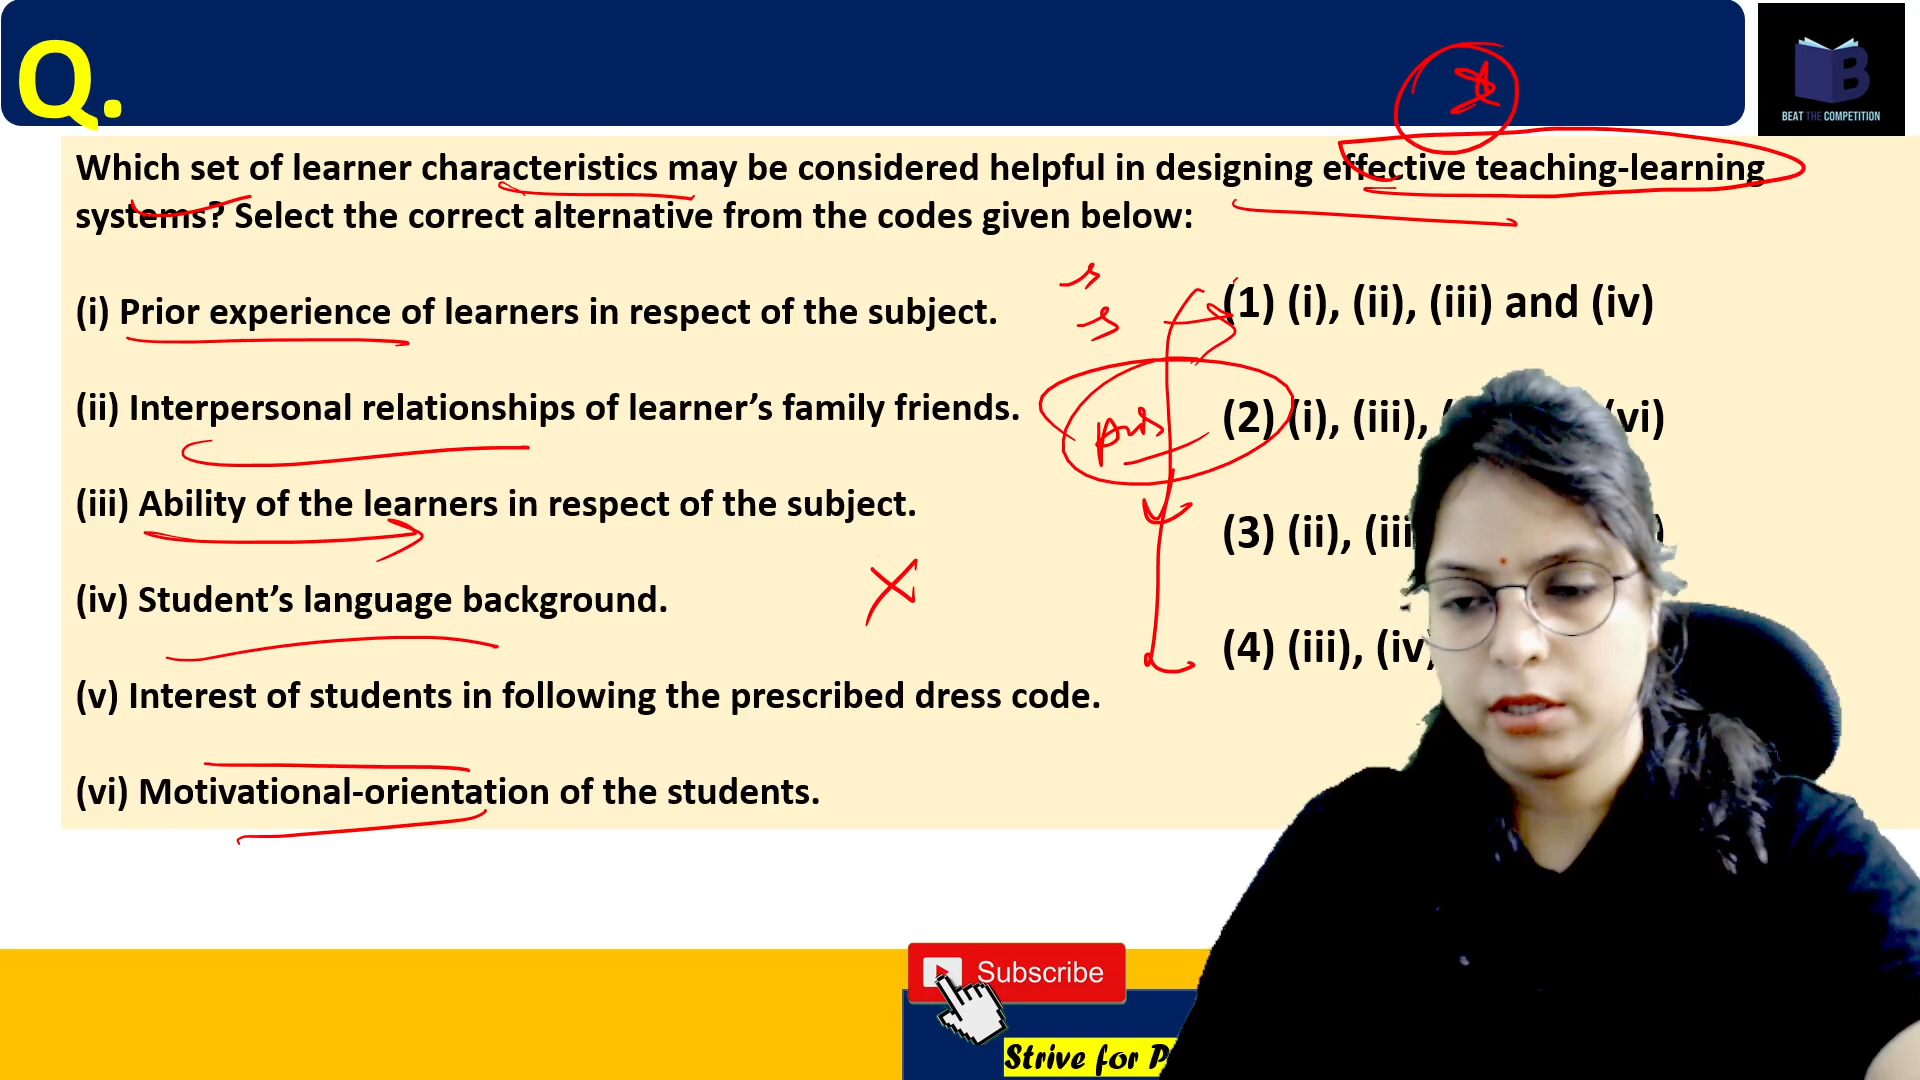 Q.
BEAT THE COMPETITION
Which set of learner characteristics may be considered helpful in designing effective teaching-learning
systems? Select the correct alternative from the codes given below:
(i) Prior experience of learners in respect of the subject.
(ii) Interpersonal relationships of learner’s family friends.
(iii) Ability of the learners in respect of the subject.
(iv) Student’s language background.
(v) Interest of students in following the prescribed dress code.
(vi) Motivational-orientation of the students.
(1) (i), (ii), (iii) and (iv)
(2) (i), (iii), (vi)
(3) (ii), (iii
(4) (iii), (iv)
Subscribe
Strive for P